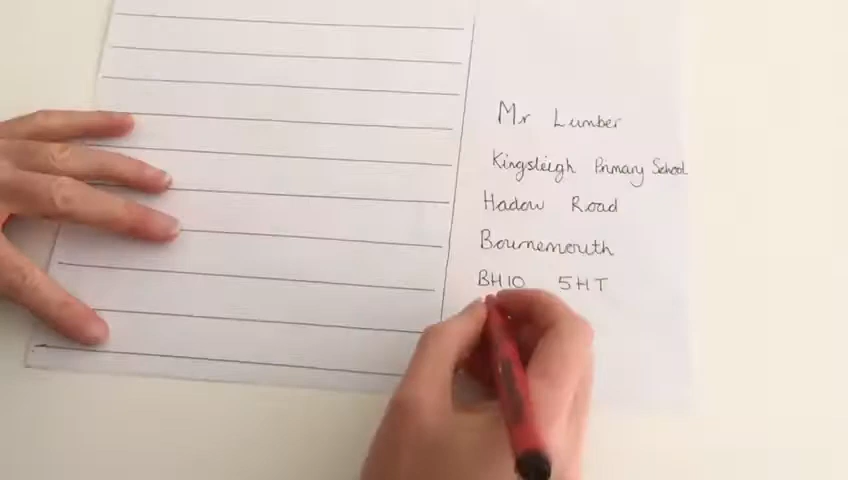 Mr Lumber
Kingsleigh Primary School
Hadow Road
Bournemouth
BH10 5HT